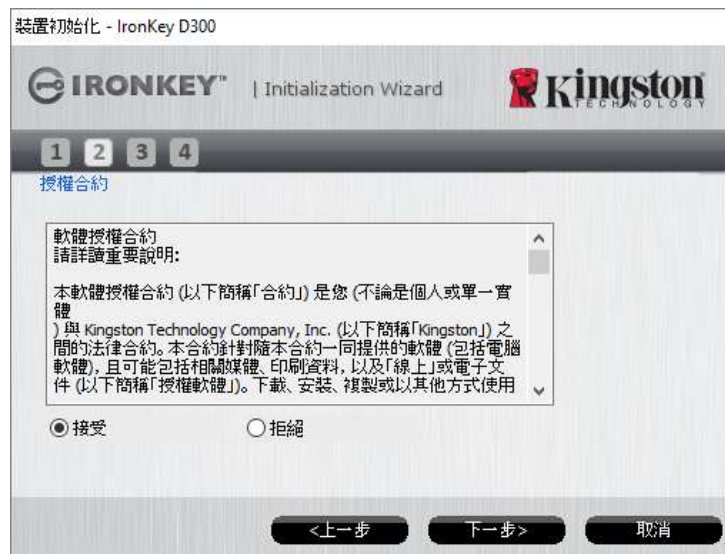 裝置初始化 - IronKey D300
IRONKEY™ | Initialization Wizard
Kingston
TECHNOLOGY
1 2 3 4
授權合約
軟體授權合約
請詳讀重要說明:
本軟體授權合約 (以下簡稱「合約」) 是您 (不論是個人或單一實
體
) 與 Kingston Technology Company, Inc. (以下簡稱「Kingston」) 之
間的法律合約。本合約針對隨本合約一同提供的軟體 (包括電腦
軟體), 且可能包括相關媒體、印刷資料, 以及「線上」或電子文
件 (以下簡稱「授權軟體」)。下載、安裝、複製或以其他方式使用
接受 拒絕
<上一步 下一步> 取消